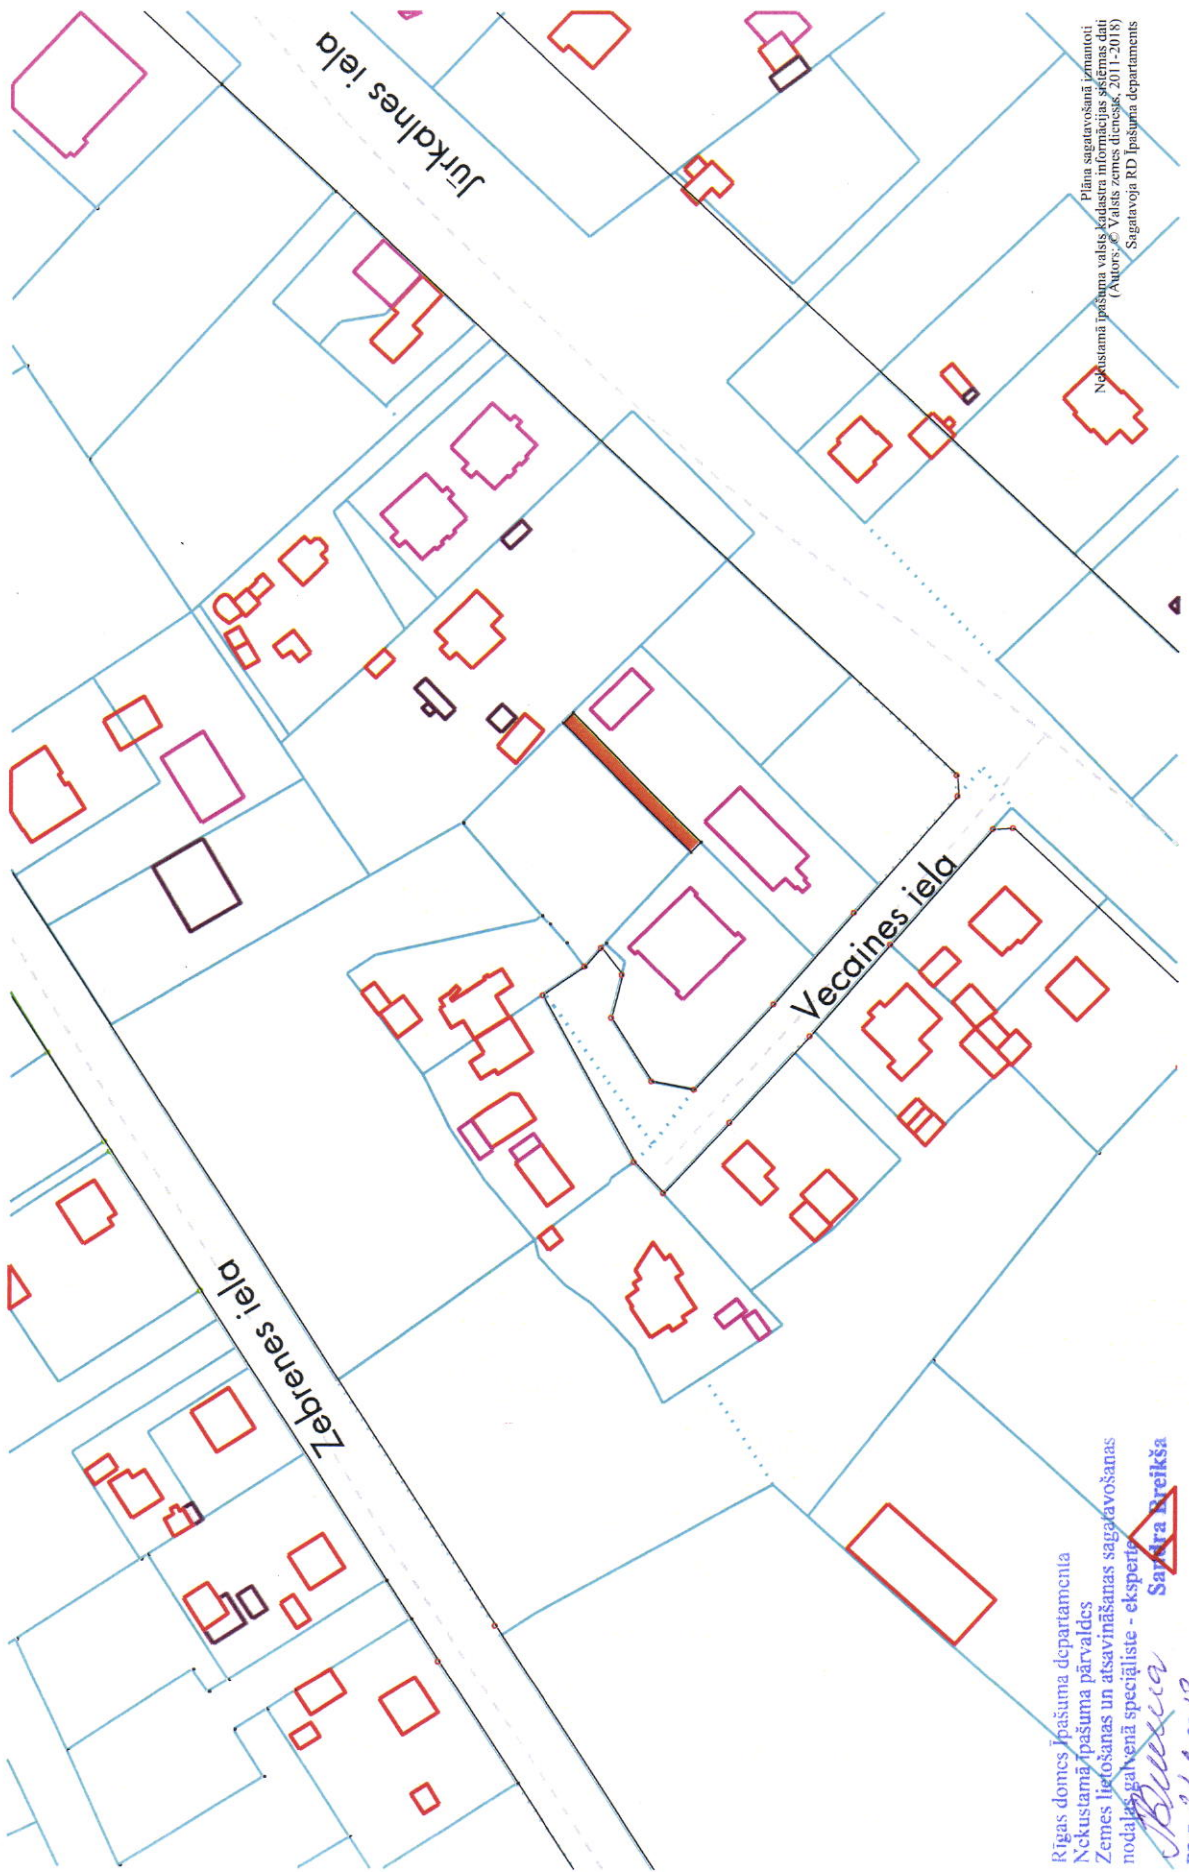 Jūrkalnes iela
Zebrenes iela
Vecaines iela
Plāna sagatavošanā izmantoti
Nekustamā īpašuma valsts kadastra informācijas sistēmas dati
(Autors: © Valsts zemes dienests, 2011-2018)
Sagatavoja RD Īpašuma departaments
Rīgas domes Īpašuma departamenta
Nekustamā īpašuma pārvaldes
Zemes lietošanas un atsavināšanas sagatavošanas
nodaļas galvenā speciāliste - eksperte
Sandra Breikša